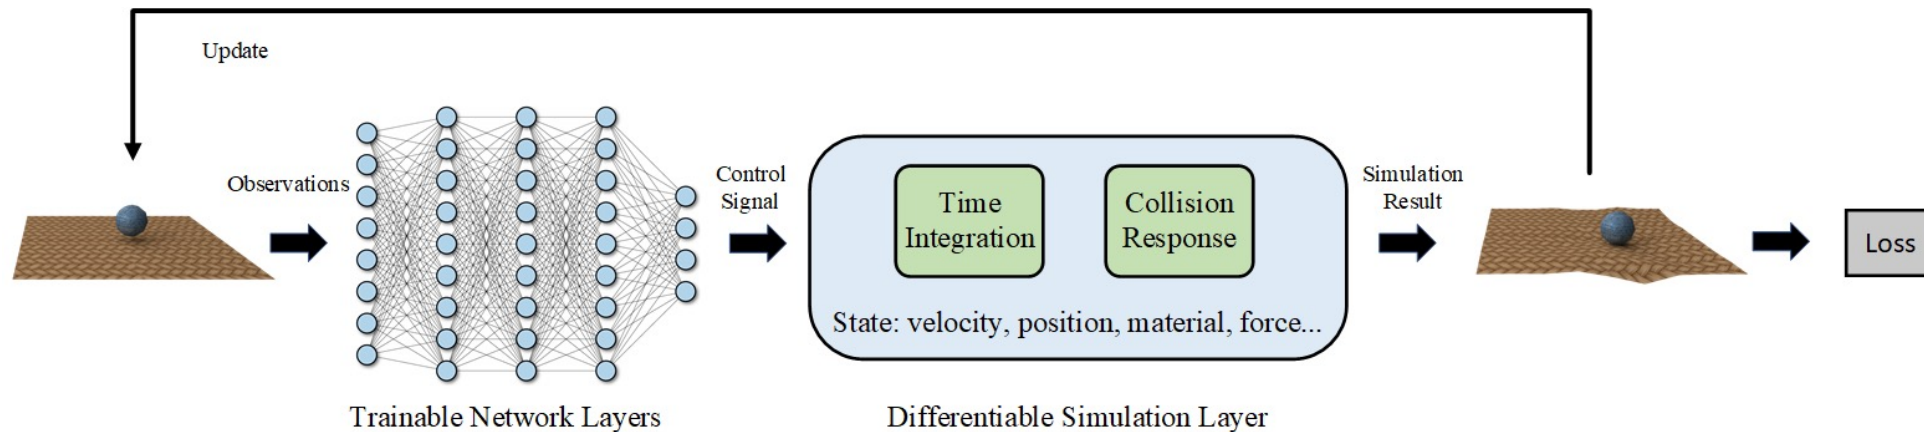 Update
Observations
Control
Signal
Time
Integration
Collision
Response
State: velocity, position, material, force...
Simulation
Result
Loss
Trainable Network Layers
Differentiable Simulation Layer